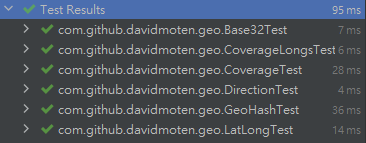 Test Results 95 ms
com.github.davidmoten.geo.Base32Test 7 ms
com.github.davidmoten.geo.CoverageLongsTest 6 ms
com.github.davidmoten.geo.CoverageTest 28 ms
com.github.davidmoten.geo.DirectionTest 4 ms
com.github.davidmoten.geo.GeoHashTest 36 ms
com.github.davidmoten.geo.LatLongTest 14 ms